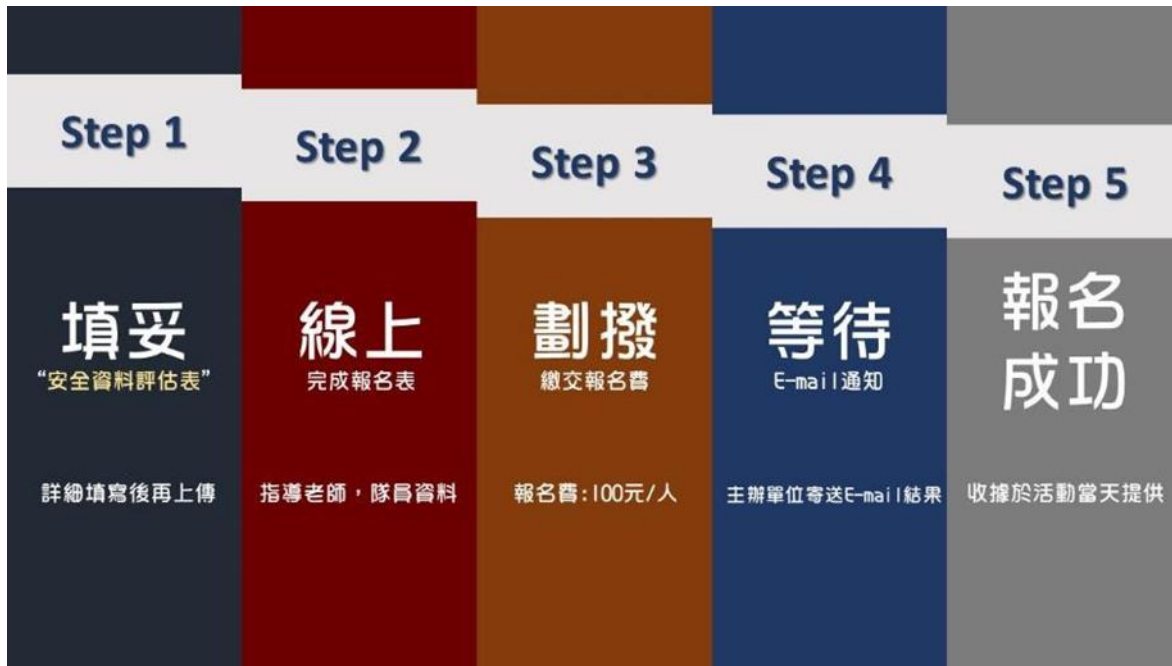 Step 1
填妥
“安全資料評估表”
詳細填寫後再上傳
Step 2
線上
完成報名表
指導老師，隊員資料
Step 3
劃撥
繳交報名費
報名費:100元/人
Step 4
等待
E-mail通知
主辦單位寄送E-mail結果
Step 5
報名
成功
收據於活動當天提供